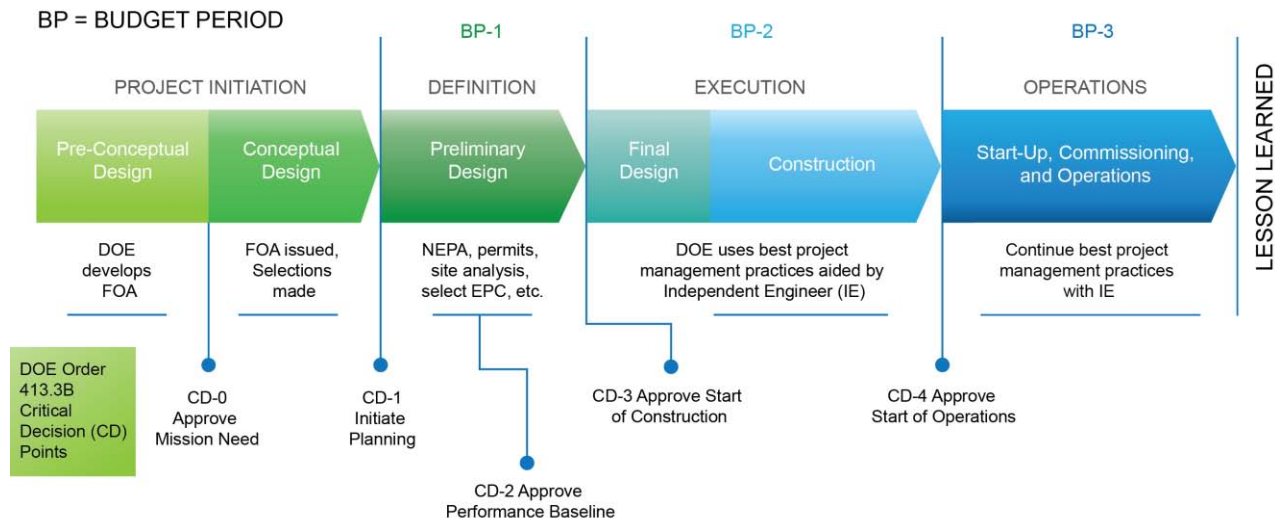 BP = BUDGET PERIOD
BP-1
BP-2
BP-3
PROJECT INITIATION
DEFINITION
EXECUTION
OPERATIONS
Pre-Conceptual
Design
Conceptual
Design
Preliminary
Design
Final
Design
Construction
Start-Up, Commissioning,
and Operations
LESSON LEARNED
DOE
develops
FOA
FOA issued,
Selections
made
NEPA, permits,
site analysis,
select EPC, etc.
DOE uses best project
management practices aided by
Independent Engineer (IE)
Continue best project
management practices
with IE
DOE Order
413.3B
Critical
Decision (CD)
Points
CD-0
Approve
Mission Need
CD-1
Initiate
Planning
CD-2 Approve
Performance Baseline
CD-3 Approve Start
of Construction
CD-4 Approve
Start of Operations